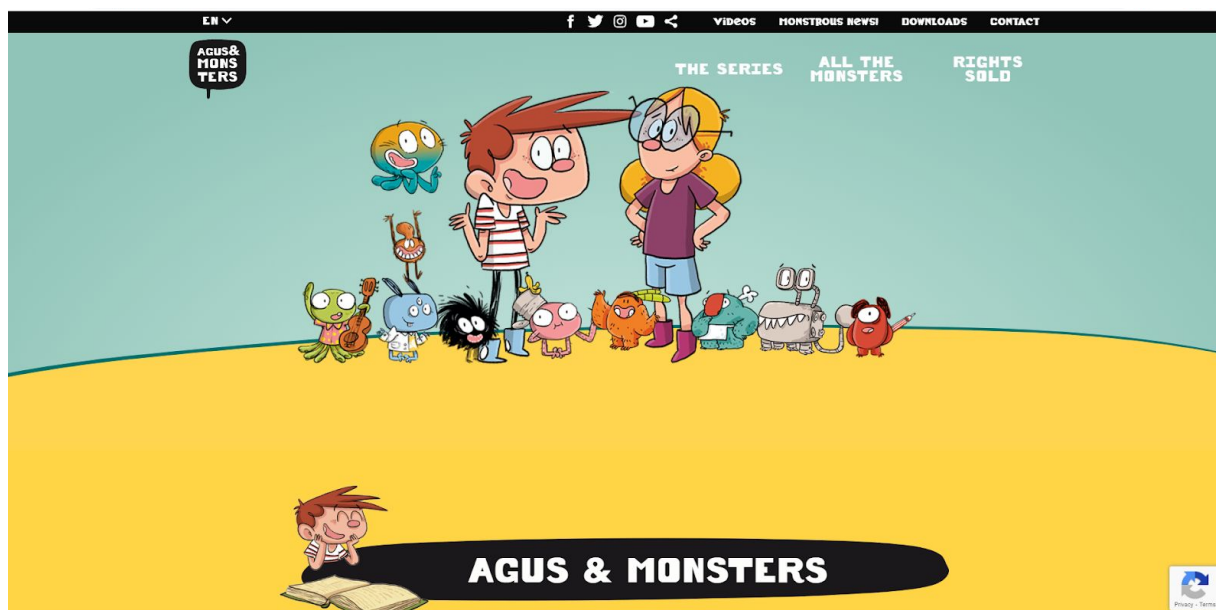 EN
VIDEOS MONSTROUS NEWS! DOWNLOADS CONTACT
AGUS&
MONS
TERS
THE SERIES
ALL THE
MONSTERS
RIGHTS
SOLD
AGUS & MONSTERS
Privacy - Terms